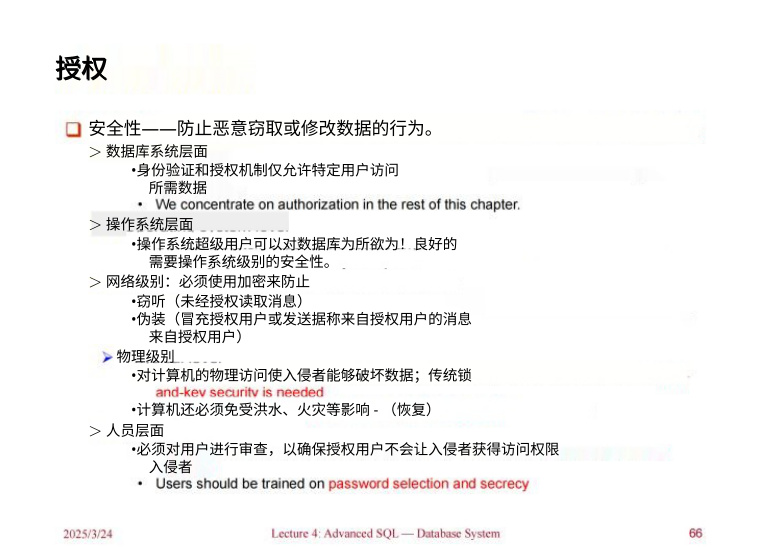 授权
安全性——防止恶意窃取或修改数据的行为。
> 数据库系统层面
•身份验证和授权机制仅允许特定用户访问
所需数据
• We concentrate on authorization in the rest of this chapter.
> 操作系统层面
•操作系统超级用户可以对数据库为所欲为！良好的
需要操作系统级别的安全性。
> 网络级别：必须使用加密来防止
•窃听（未经授权读取消息）
•伪装（冒充授权用户或发送据称来自授权用户的消息
来自授权用户）
➢ 物理级别
•对计算机的物理访问使入侵者能够破坏数据；传统锁
and-key security is needed
•计算机还必须免受洪水、火灾等影响 - （恢复）
> 人员层面
•必须对用户进行审查，以确保授权用户不会让入侵者获得访问权限
入侵者
• Users should be trained on password selection and secrecy
2025/3/24
Lecture 4: Advanced SQL — Database System
66